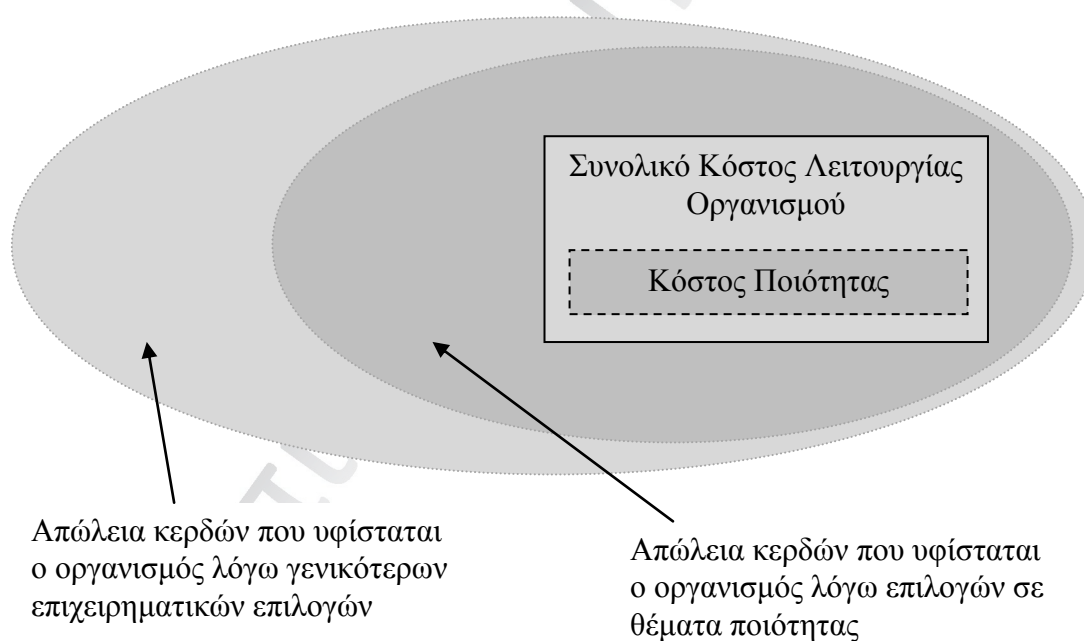 Συνολικό Κόστος Λειτουργίας
Οργανισμού
Κόστος Ποιότητας
Απώλεια κερδών που υφίσταται
ο οργανισμός λόγω γενικότερων
επιχειρηματικών επιλογών
Απώλεια κερδών που υφίσταται
ο οργανισμός λόγω επιλογών σε
θέματα ποιότητας